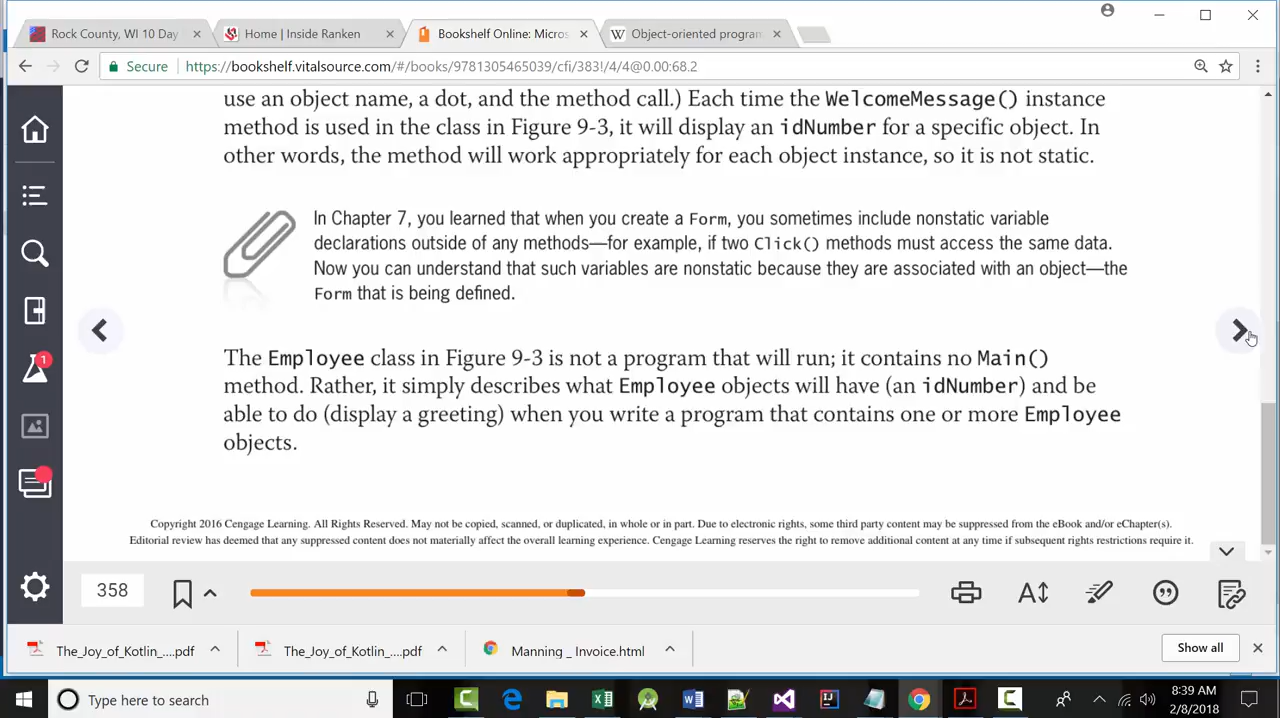 Rock County, WI 10 Day
Home | Inside Ranken
Bookshelf Online: Micros
W Object-oriented program
Secure https://bookshelf.vitalsource.com/#/books/9781305465039/cfi/383!/4/4@0.00:68.2
use an object name, a dot, and the method call.) Each time the WelcomeMessage() instance
method is used in the class in Figure 9-3, it will display an idNumber for a specific object. In
other words, the method will work appropriately for each object instance, so it is not static.
In Chapter 7, you learned that when you create a Form, you sometimes include nonstatic variable
declarations outside of any methods—for example, if two Click() methods must access the same data.
Now you can understand that such variables are nonstatic because they are associated with an object—the
Form that is being defined.
The Employee class in Figure 9-3 is not a program that will run; it contains no Main()
method. Rather, it simply describes what Employee objects will have (an idNumber) and be
able to do (display a greeting) when you write a program that contains one or more Employee
objects.
1
Copyright 2016 Cengage Learning. All Rights Reserved. May not be copied, scanned, or duplicated, in whole or in part. Due to electronic rights, some third party content may be suppressed from the eBook and/or eChapter(s).
Editorial review has deemed that any suppressed content does not materially affect the overall learning experience. Cengage Learning reserves the right to remove additional content at any time if subsequent rights restrictions require it.
358
The_Joy_of_Kotlin_....pdf
The_Joy_of_Kotlin_....pdf
Manning _ Invoice.html
Show all
Type here to search
8:39 AM
2/8/2018